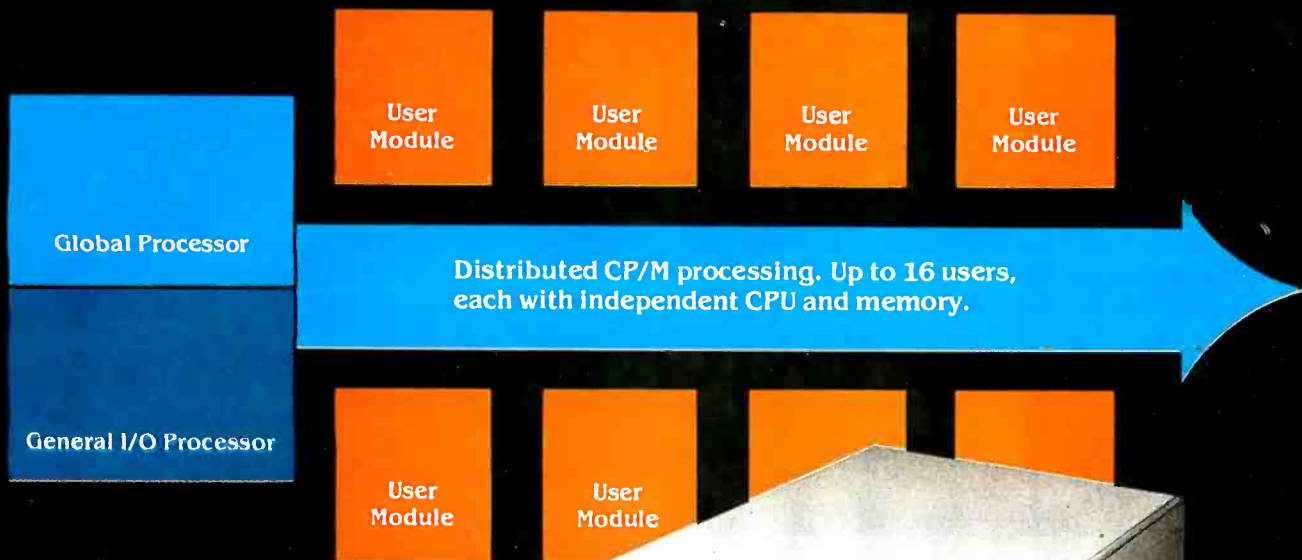 User
Module
User
Module
User
Module
User
Module
Global Processor
Distributed CP/M processing. Up to 16 users,
each with independent CPU and memory.
General I/O Processor
User
Module
User
Module